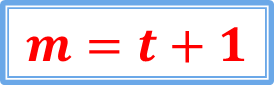 m = t + 1